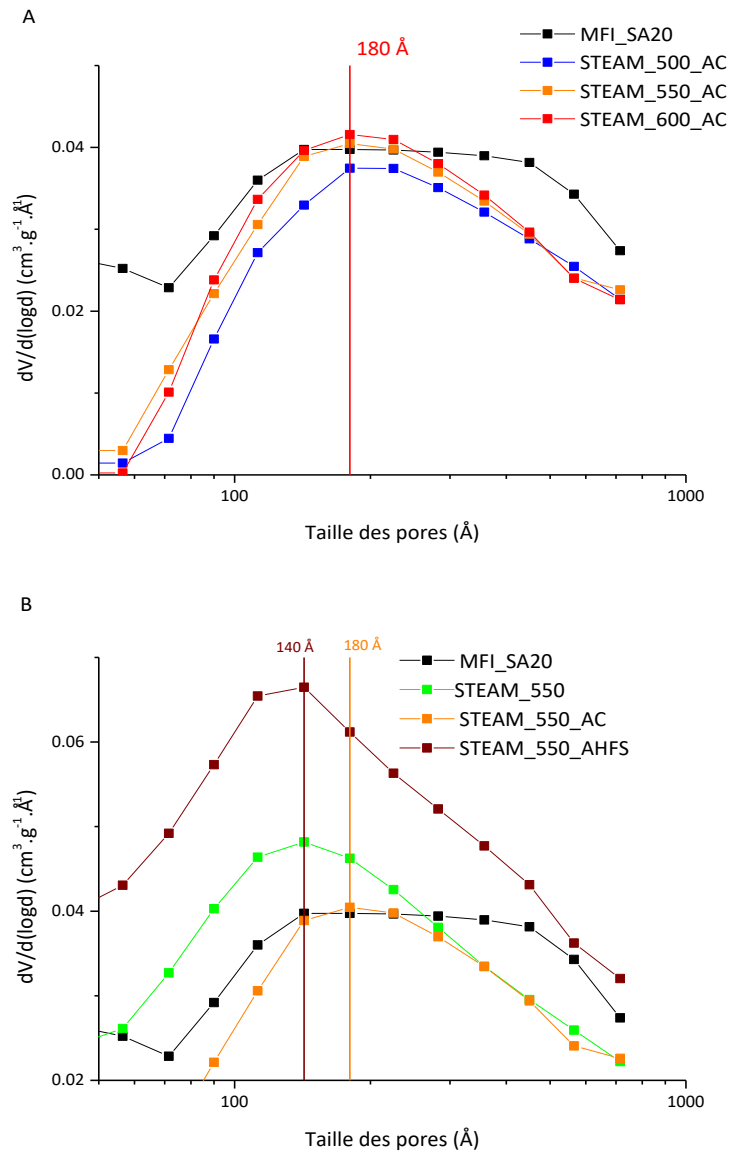 A
180 Å
MFI_SA20
STEAM_500_AC
STEAM_550_AC
STEAM_600_AC
dV/d(logd) (cm³.g⁻¹.Å¹)
0.04
0.02
0.00
100
1000
Taille des pores (Å)
B
140 Å
180 Å
MFI_SA20
STEAM_550
STEAM_550_AC
STEAM_550_AHFS
dV/d(logd) (cm³.g⁻¹.Å¹)
0.06
0.04
0.02
100
1000
Taille des pores (Å)